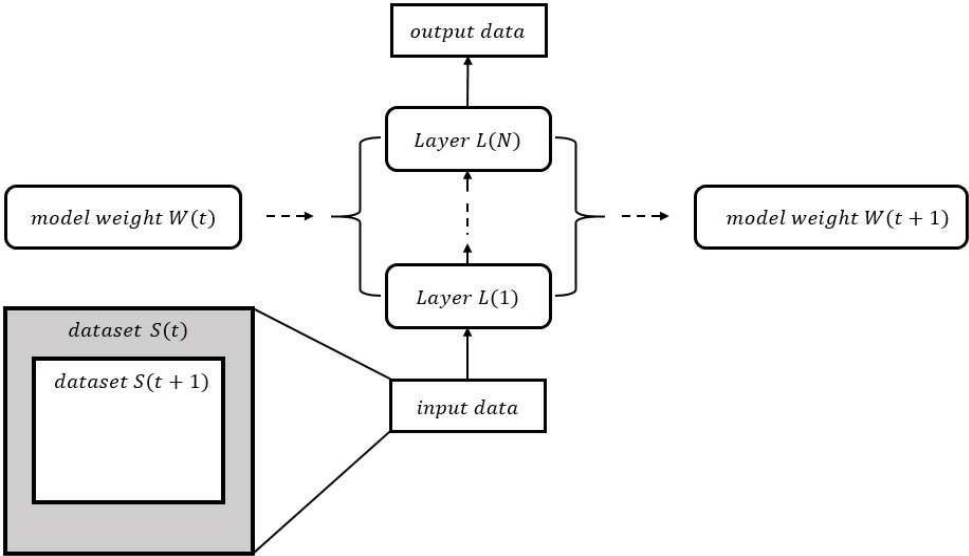 output data
Layer L(N)
model weight W(t)
model weight W(t + 1)
Layer L(1)
dataset S(t)
dataset S(t + 1)
input data